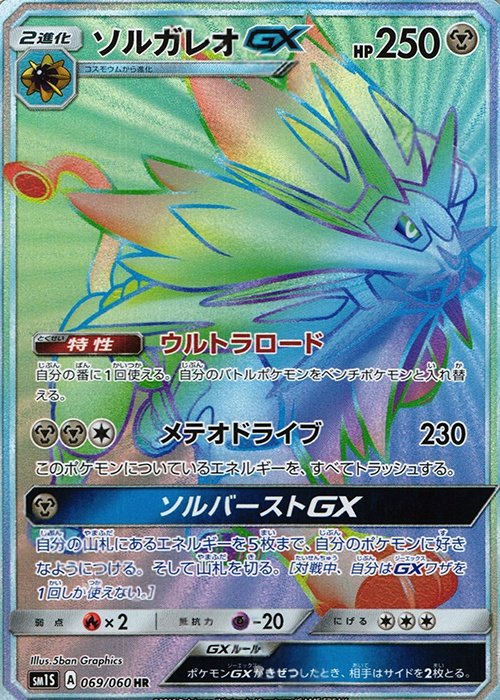 2進化 ソルガレオGX HP250
コスモウムから進化
とくせい
特性 ウルトラロード
自分の番に1回使える。自分のバトルポケモンをベンチポケモンと入れ替
える。
メテオドライブ 230
このポケモンについているエネルギーを、すべてトラッシュする。
ソルバーストGX
自分の山札にあるエネルギーを5枚まで、自分のポケモンに好き
なようにつける。そして山札を切る。[対戦中、自分はGXワザを
1回しか使えない。]
弱点 ×2 抵抗力 -20 にげる
GXルール
Illus.5ban Graphics
SM1S A 069/060 HR ポケモンGXがきぜつしたとき、相手はサイドを2枚とる。